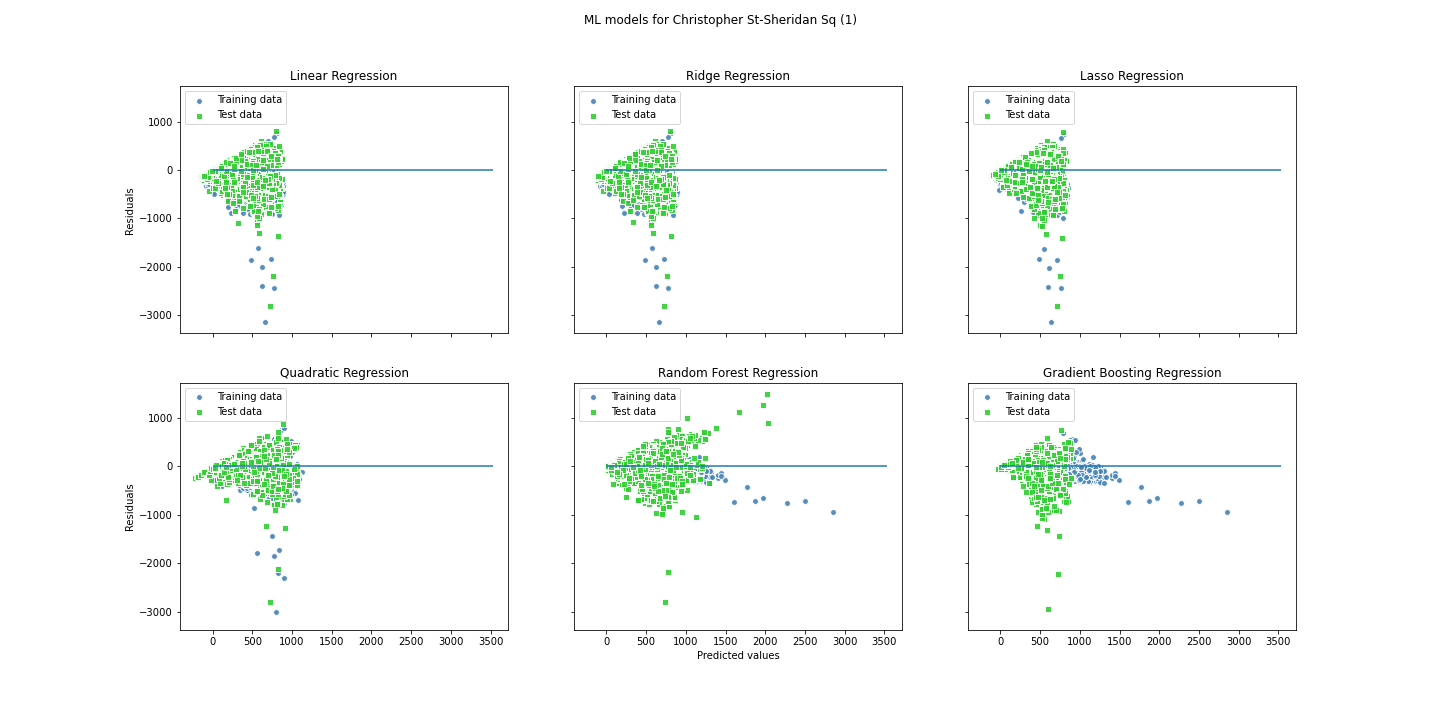 ML models for Christopher St-Sheridan Sq (1)
Linear Regression
Ridge Regression
Lasso Regression
Training data
Test data
Training data
Test data
Training data
Test data
1000
0
−1000
−2000
−3000
Residuals
Quadratic Regression
Random Forest Regression
Gradient Boosting Regression
Training data
Test data
Training data
Test data
Training data
Test data
1000
0
−1000
−2000
−3000
Residuals
0 500 1000 1500 2000 2500 3000 3500
0 500 1000 1500 2000 2500 3000 3500
0 500 1000 1500 2000 2500 3000 3500
Predicted values